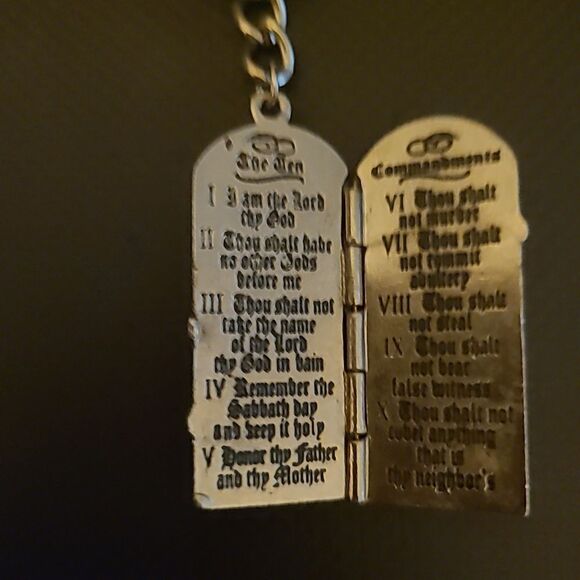 The Ten
I I am the Lord
thy God
II Thou shalt have
no other Gods
before me
III Thou shalt not
take the name
of the Lord
thy God in vain
IV Remember the
Sabbath day
and keep it holy
V Honor thy Father
and thy Mother
Commandments
VI Thou shalt
not murder
VII Thou shalt
not commit
adultery
VIII Thou shalt
not steal
IX Thou shalt
not bear
false witness
X Thou shalt not
covet anything
that is
thy neighbor's